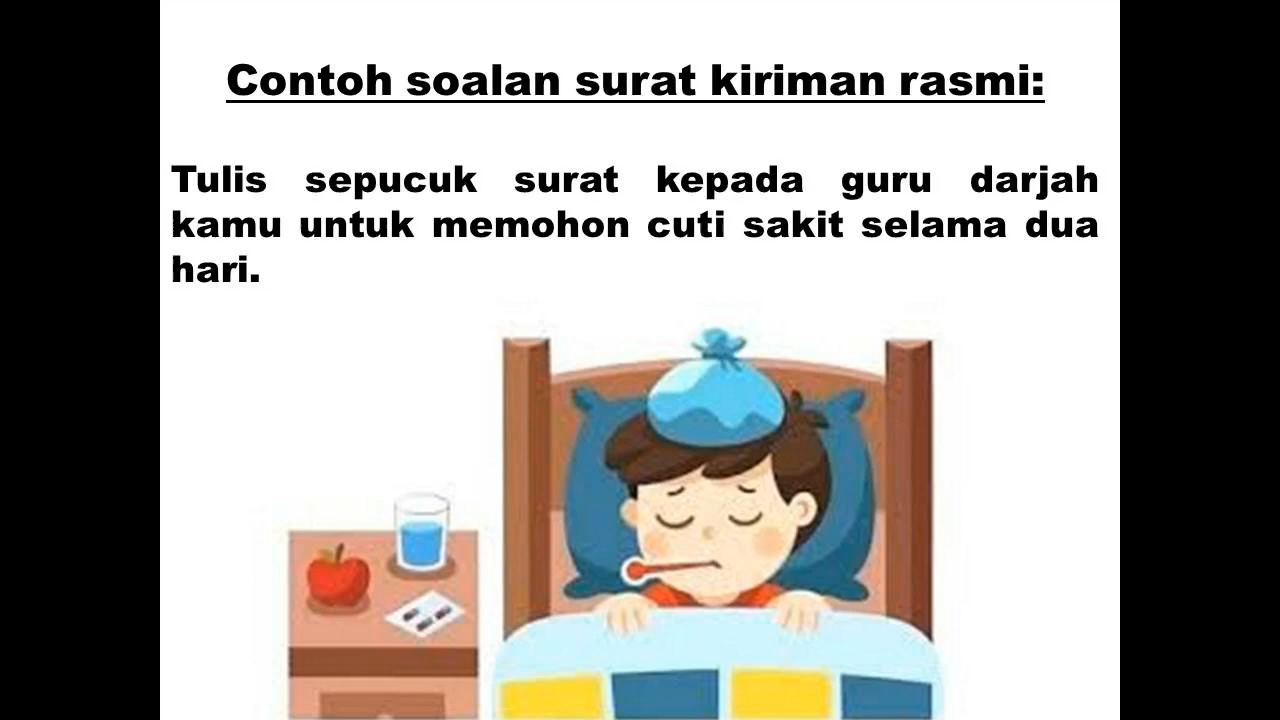 Contoh soalan surat kiriman rasmi:
Tulis sepucuk surat kepada guru darjah
kamu untuk memohon cuti sakit selama dua
hari.